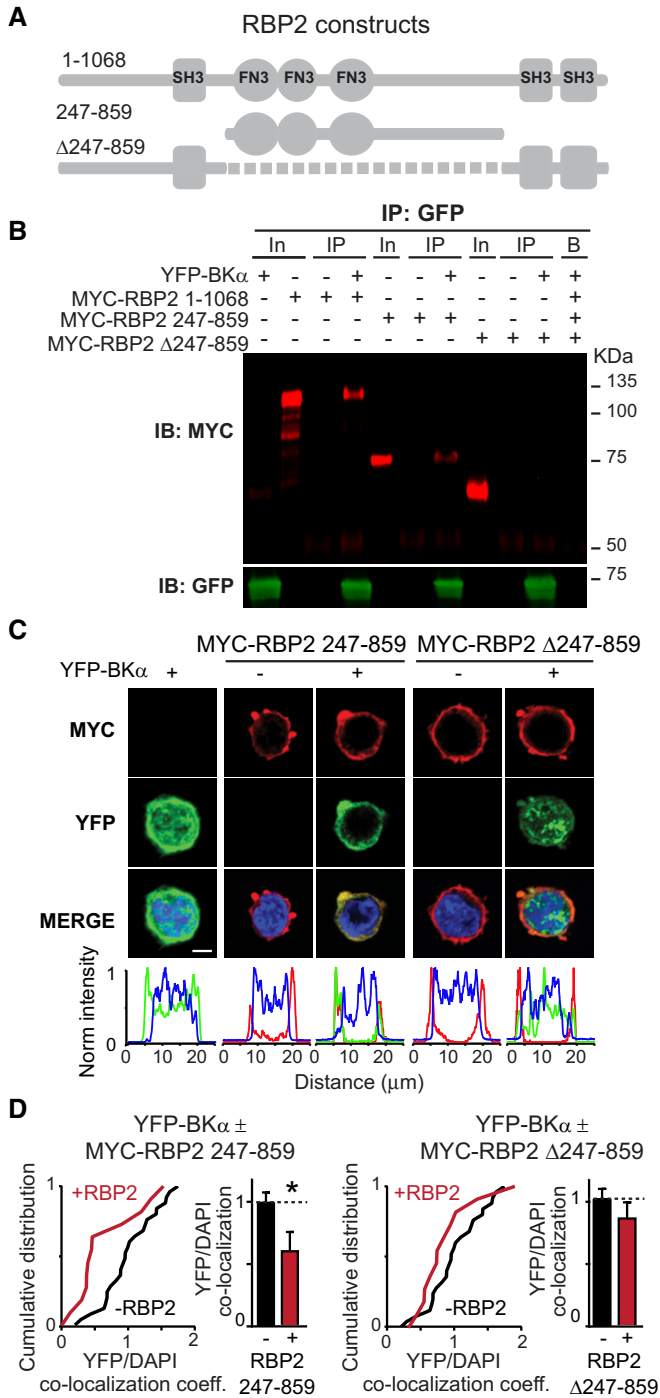 A
RBP2 constructs
1-1068
SH3 FN3 FN3 FN3 SH3 SH3
247-859
Δ247-859
B
IP: GFP
In IP In IP In IP B
YFP-BKα + - - + - - + - - + +
MYC-RBP2 1-1068 - + + + - - - - - - +
MYC-RBP2 247-859 - - - - + + + - - - +
MYC-RBP2 Δ247-859 - - - - - - - + + + +
KDa
135
100
IB: MYC
75
50
75
IB: GFP
C
MYC-RBP2 247-859 MYC-RBP2 Δ247-859
YFP-BKα + - + - +
MYC
YFP
MERGE
Norm intensity
1
0
0 10 20 0 10 20 0 10 20 0 10 20 0 10 20
Distance (μm)
D
YFP-BKα ±
MYC-RBP2 247-859
Cumulative distribution
1
0
+RBP2
-RBP2
0 1 2
YFP/DAPI
co-localization coeff.
YFP/DAPI
co-localization
1
0
*
- +
RBP2
247-859
YFP-BKα ±
MYC-RBP2 Δ247-859
Cumulative distribution
1
0
+RBP2
-RBP2
0 1 2
YFP/DAPI
co-localization coeff.
YFP/DAPI
co-localization
1
0
- +
RBP2
Δ247-859